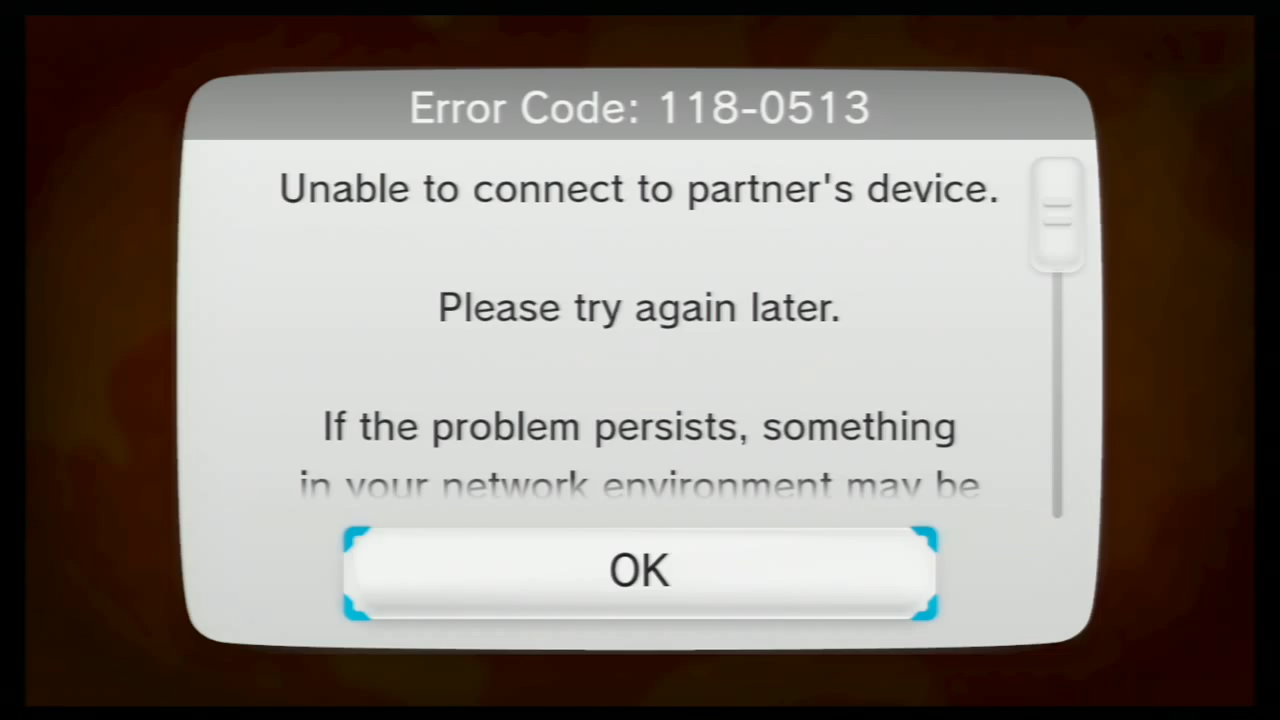 Error Code: 118-0513
Unable to connect to partner's device.
Please try again later.
If the problem persists, something
in your network environment may be
OK